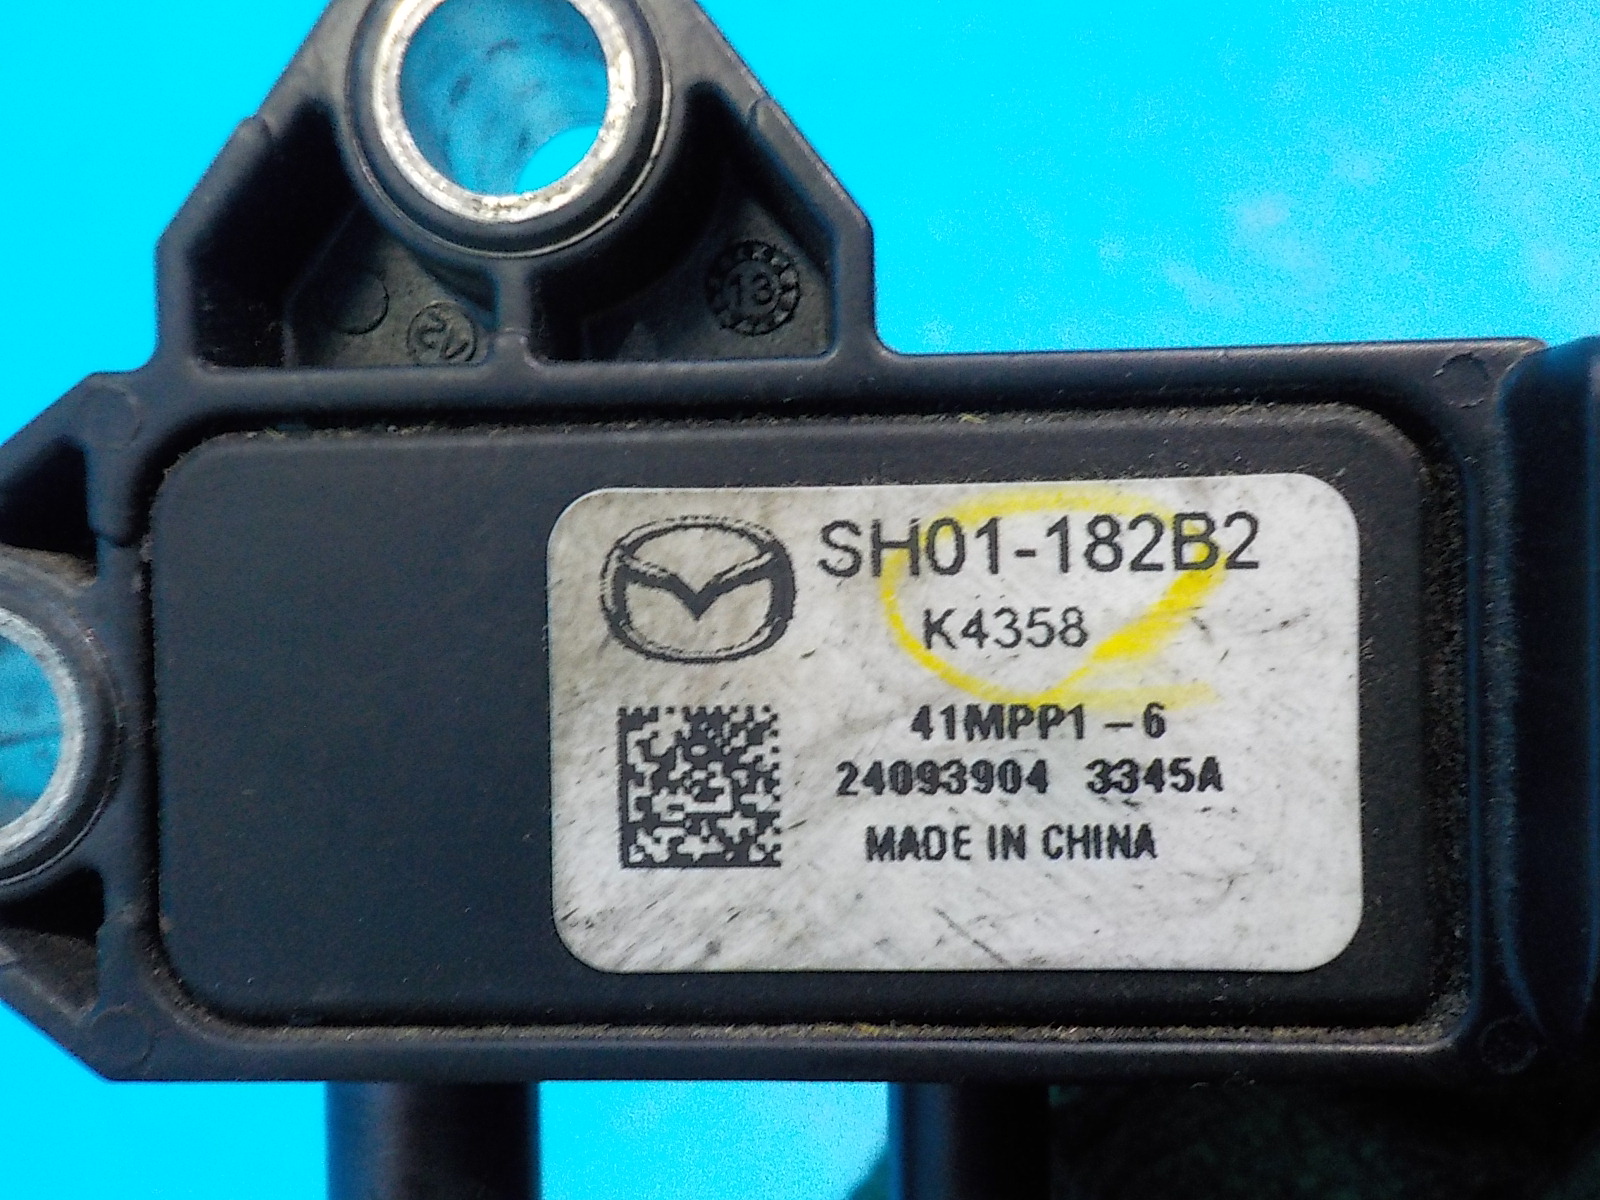 13
SH01-182B2
K4358
41MPP1-6
24093904 3345A
MADE IN CHINA